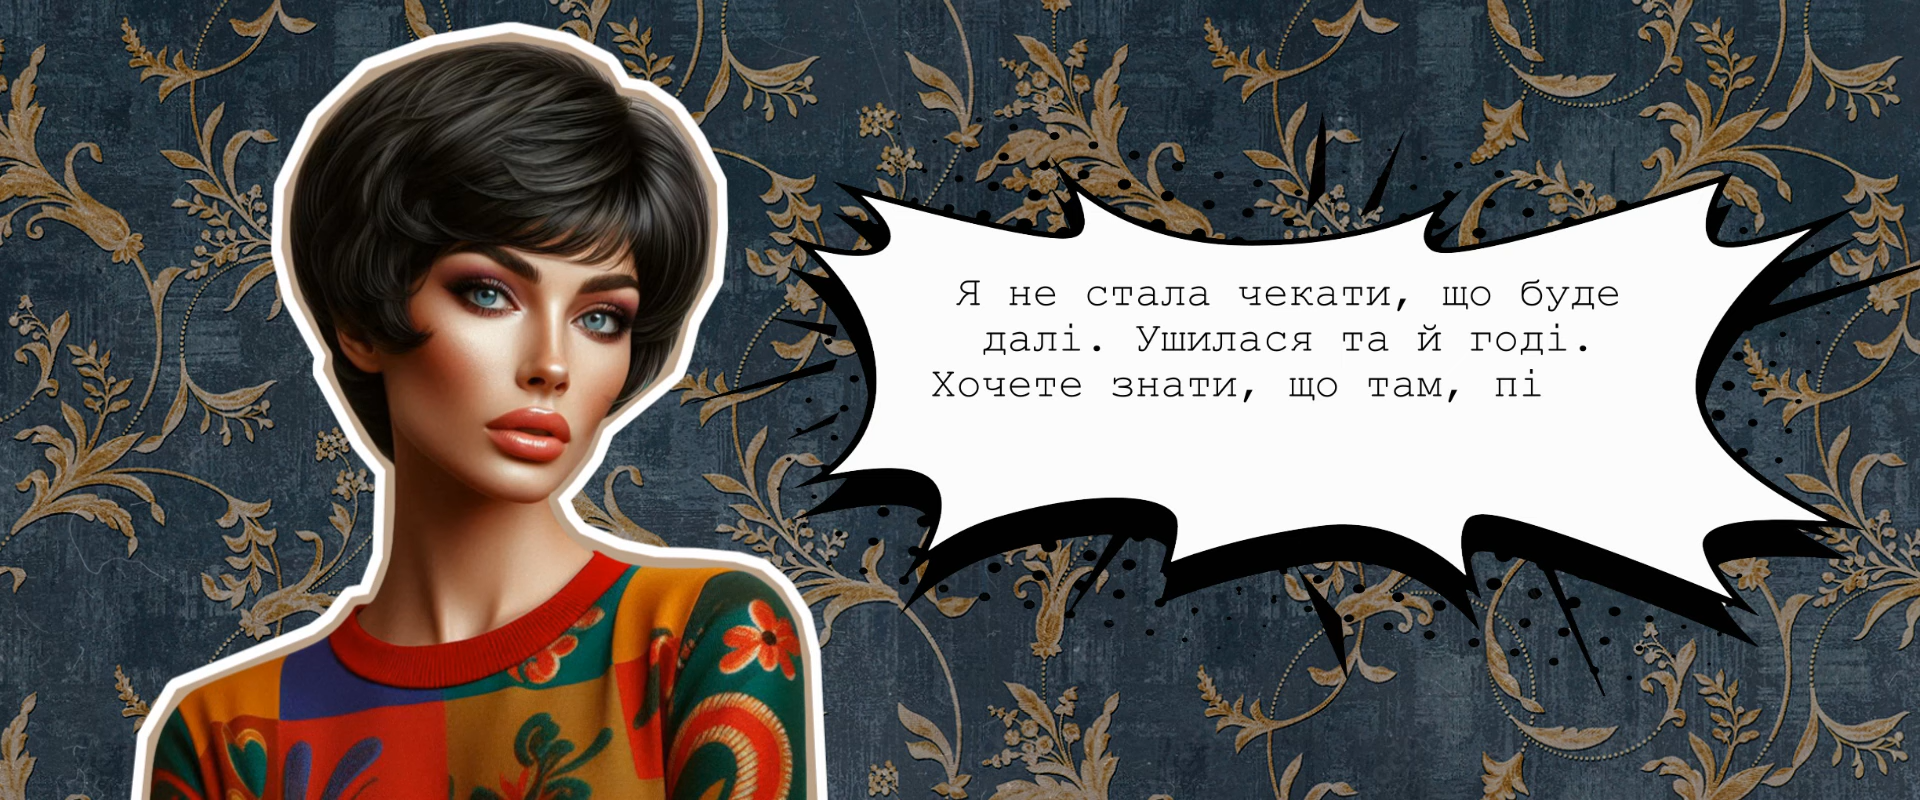 Я не стала чекати, що буде
далі. Ушилася та й годі.
Хочете знати, що там, пі